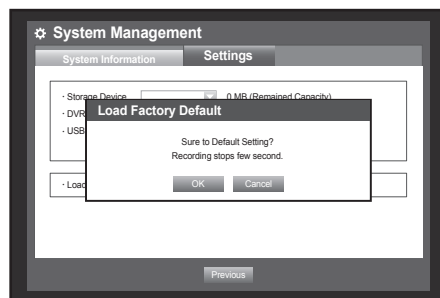 System Management
System Information Settings
· Storage Device 0 MB (Remained Capacity)
· DVR
· USB
Load Factory Default
Sure to Default Setting?
Recording stops few second.
OK Cancel
· Load
Previous